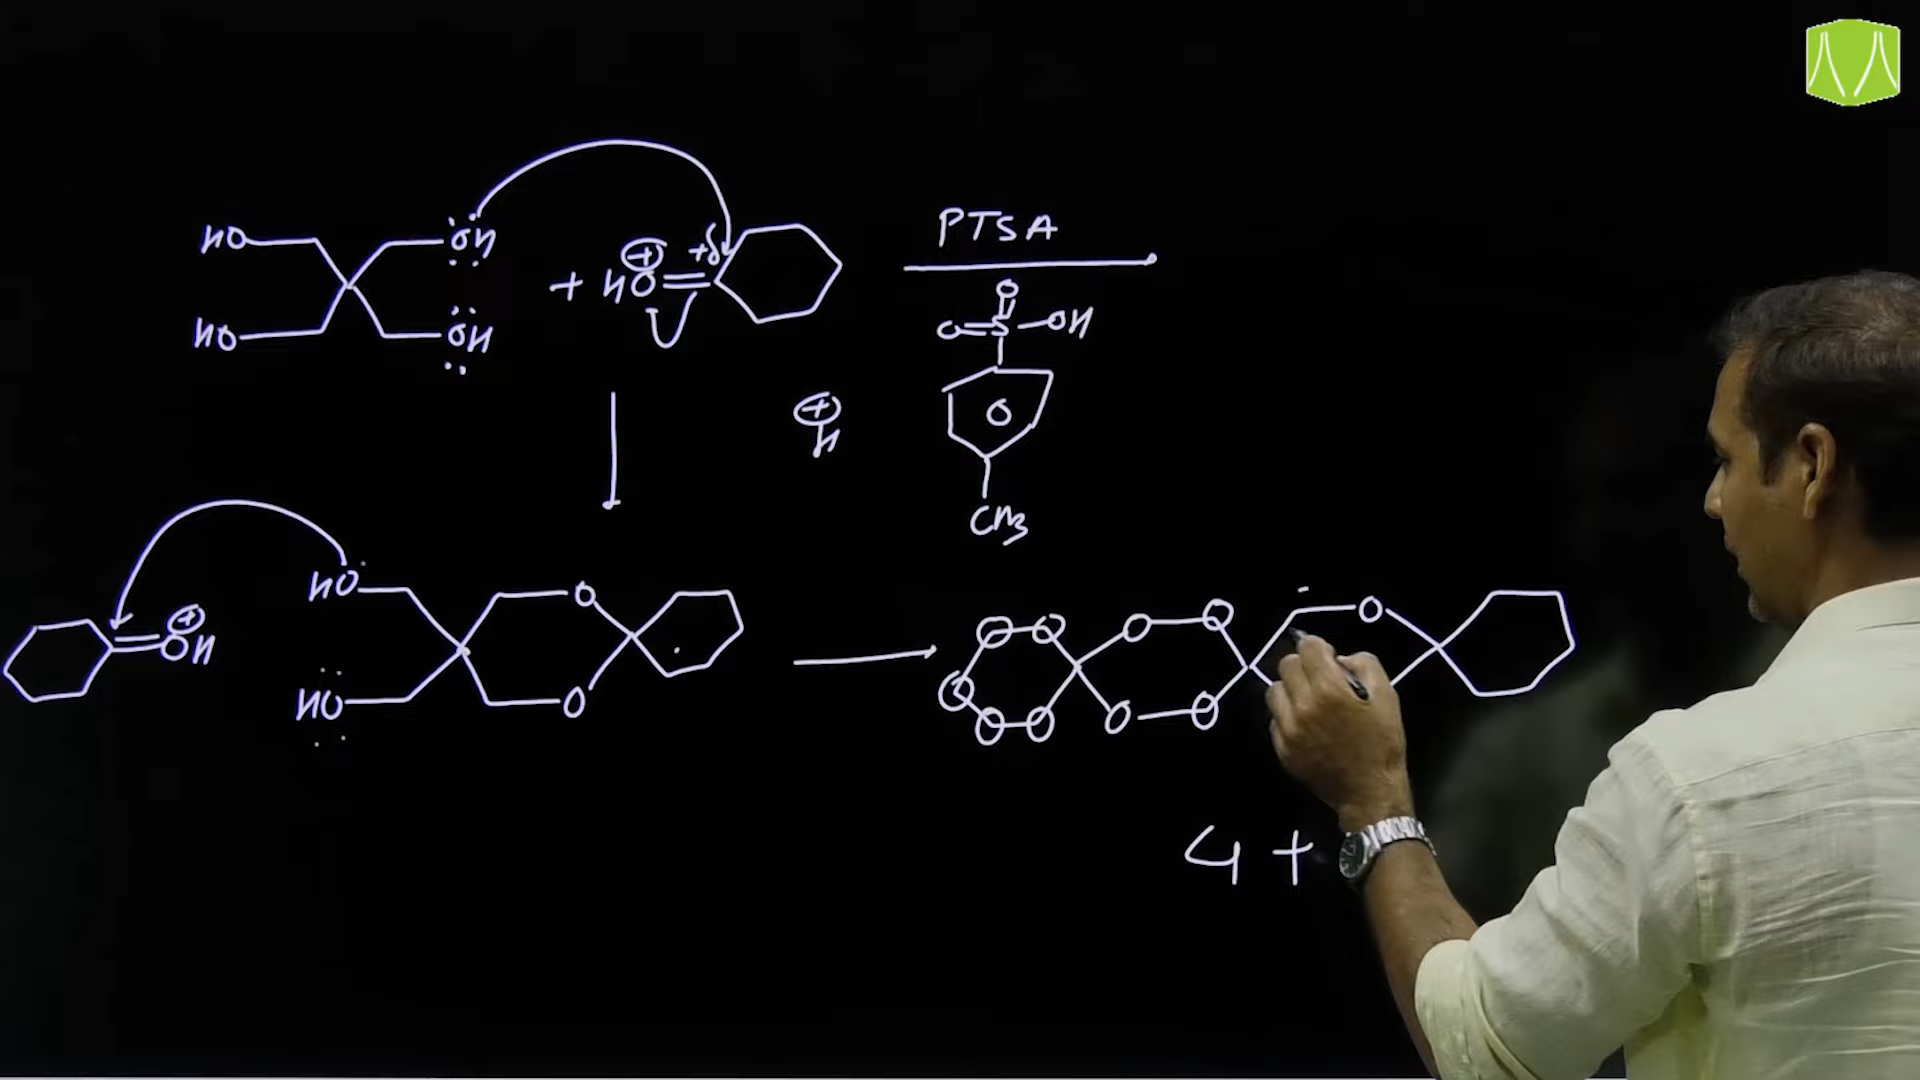 PTSA
HO OH
+ HO = +δ
HO OH
O
O=S-OH
+
H
CH3
HO O
OH
+
HO O
O O
O
4 +